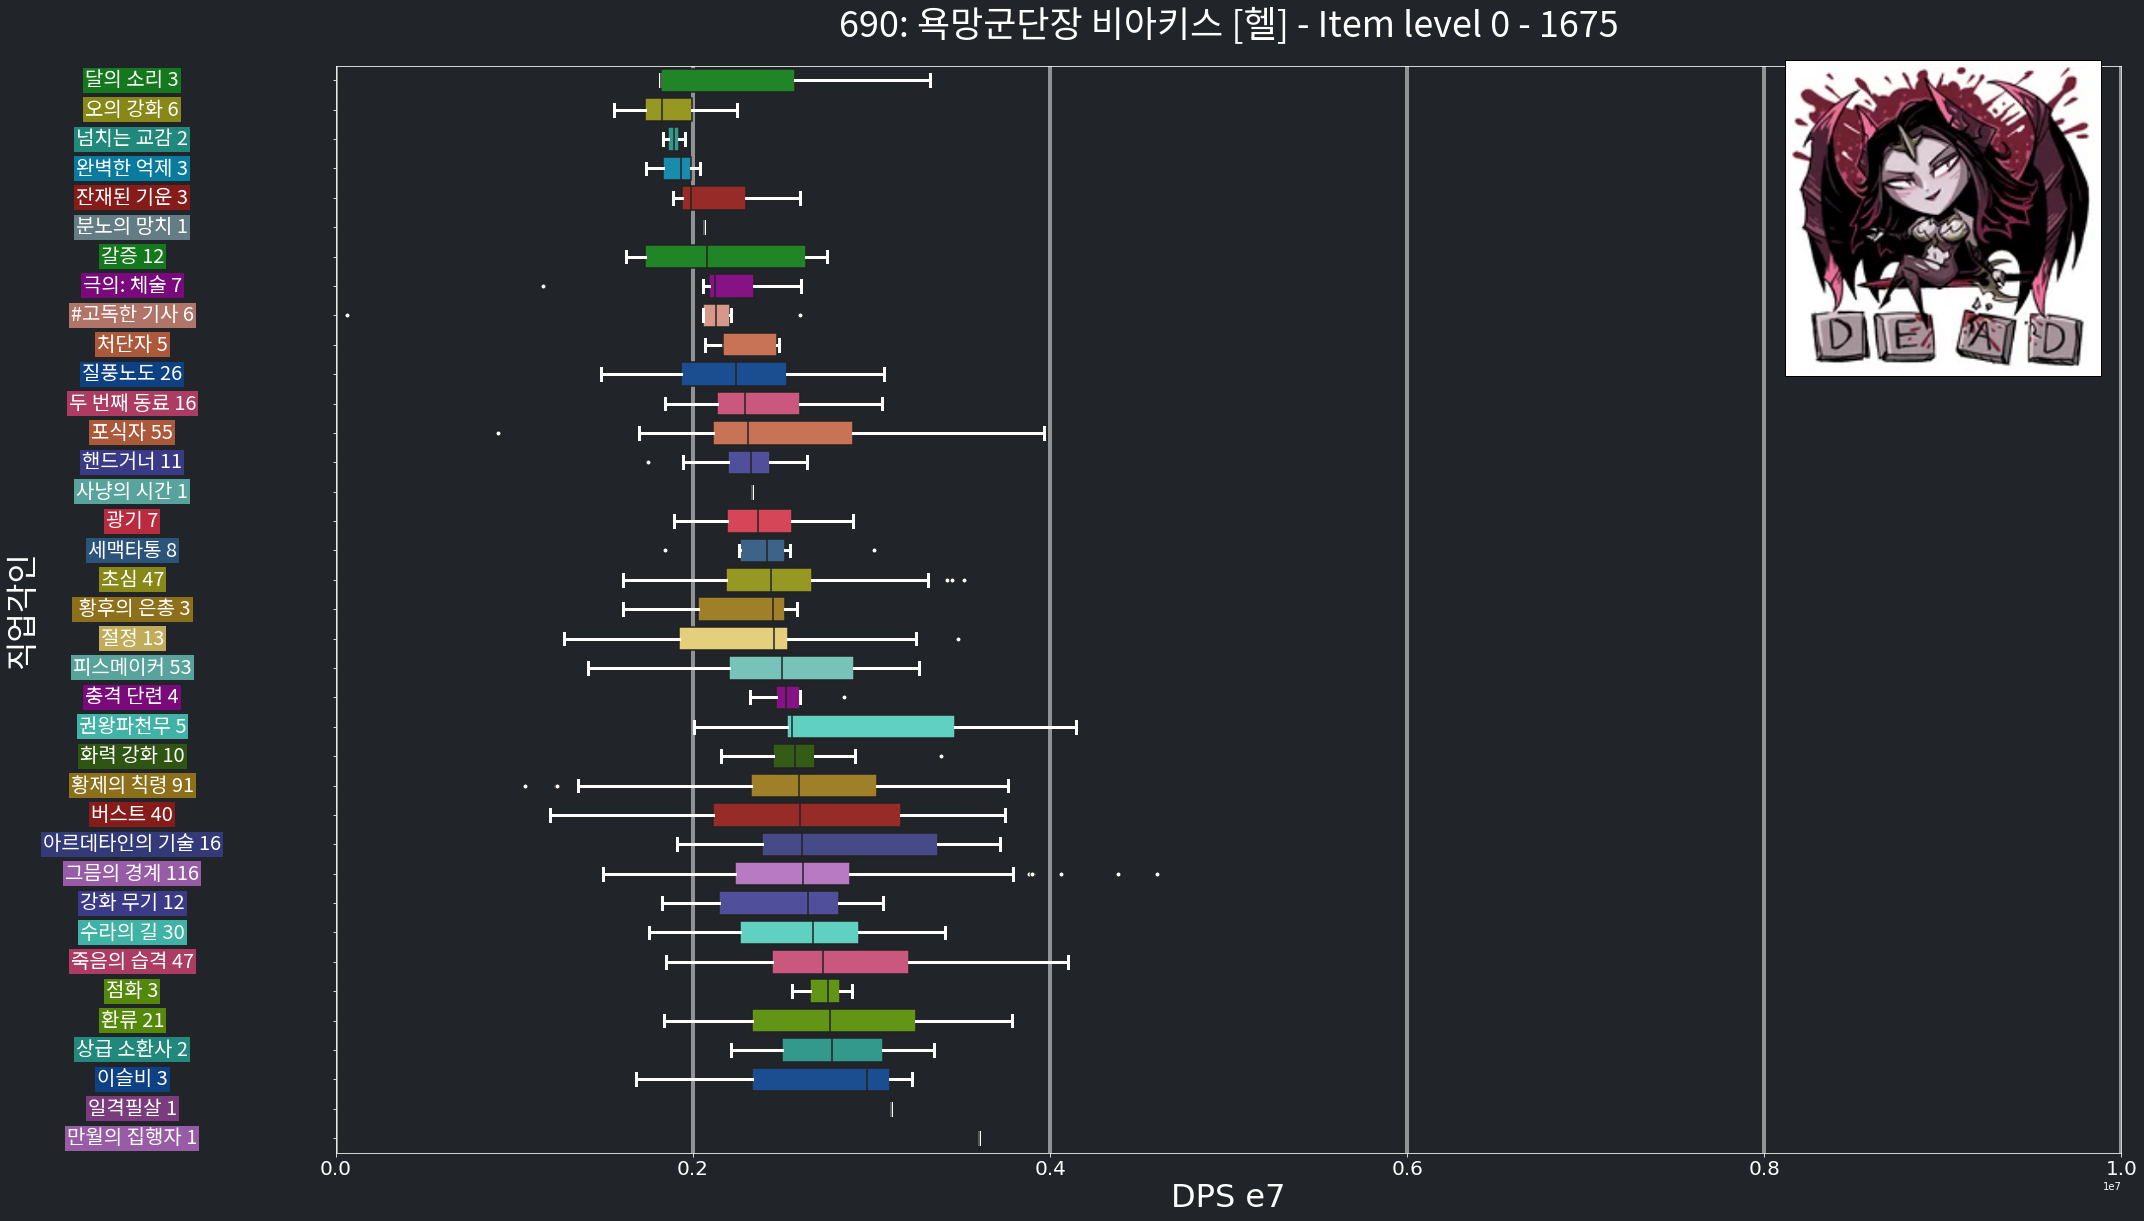 690: 욕망군단장 비아키스 [헬] - Item level 0 - 1675
달의 소리 3
오의 강화 6
넘치는 교감 2
완벽한 억제 3
잔재된 기운 3
분노의 망치 1
갈증 12
극의: 체술 7
#고독한 기사 6
처단자 5
질풍노도 26
두 번째 동료 16
포식자 55
핸드거너 11
사냥의 시간 1
광기 7
세맥타통 8
초심 47
황후의 은총 3
절정 13
피스메이커 53
충격 단련 4
권왕파천무 5
화력 강화 10
황제의 칙령 91
버스트 40
아르데타인의 기술 16
그믐의 경계 116
강화 무기 12
수라의 길 30
죽음의 습격 47
점화 3
환류 21
상급 소환사 2
이슬비 3
일격필살 1
만월의 집행자 1
직업각인
0.0 0.2 0.4 0.6 0.8 1.0
1e7
DPS e7
D E A D